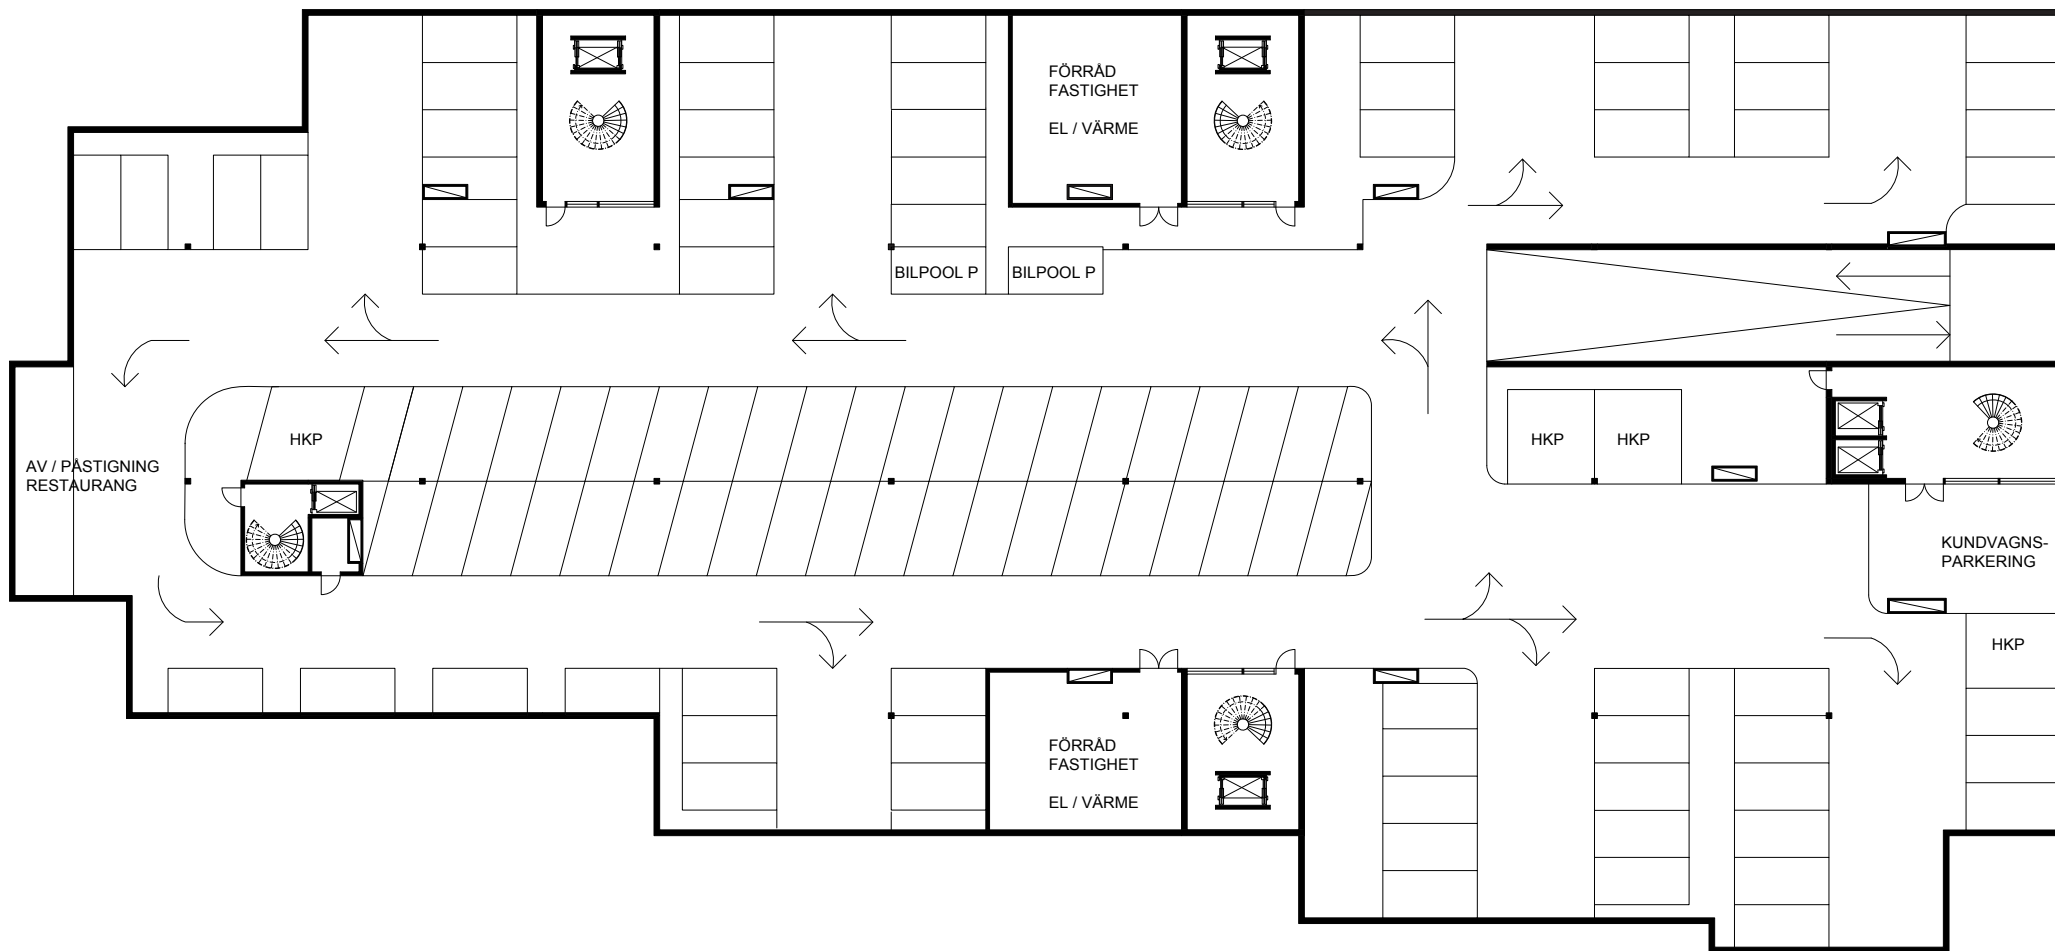 FÖRRÅD
FASTIGHET
EL / VÄRME
BILPOOL P
BILPOOL P
HKP
HKP
HKP
AV / PÅSTIGNING
RESTAURANG
KUNDVAGNS-
PARKERING
HKP
FÖRRÅD
FASTIGHET
EL / VÄRME